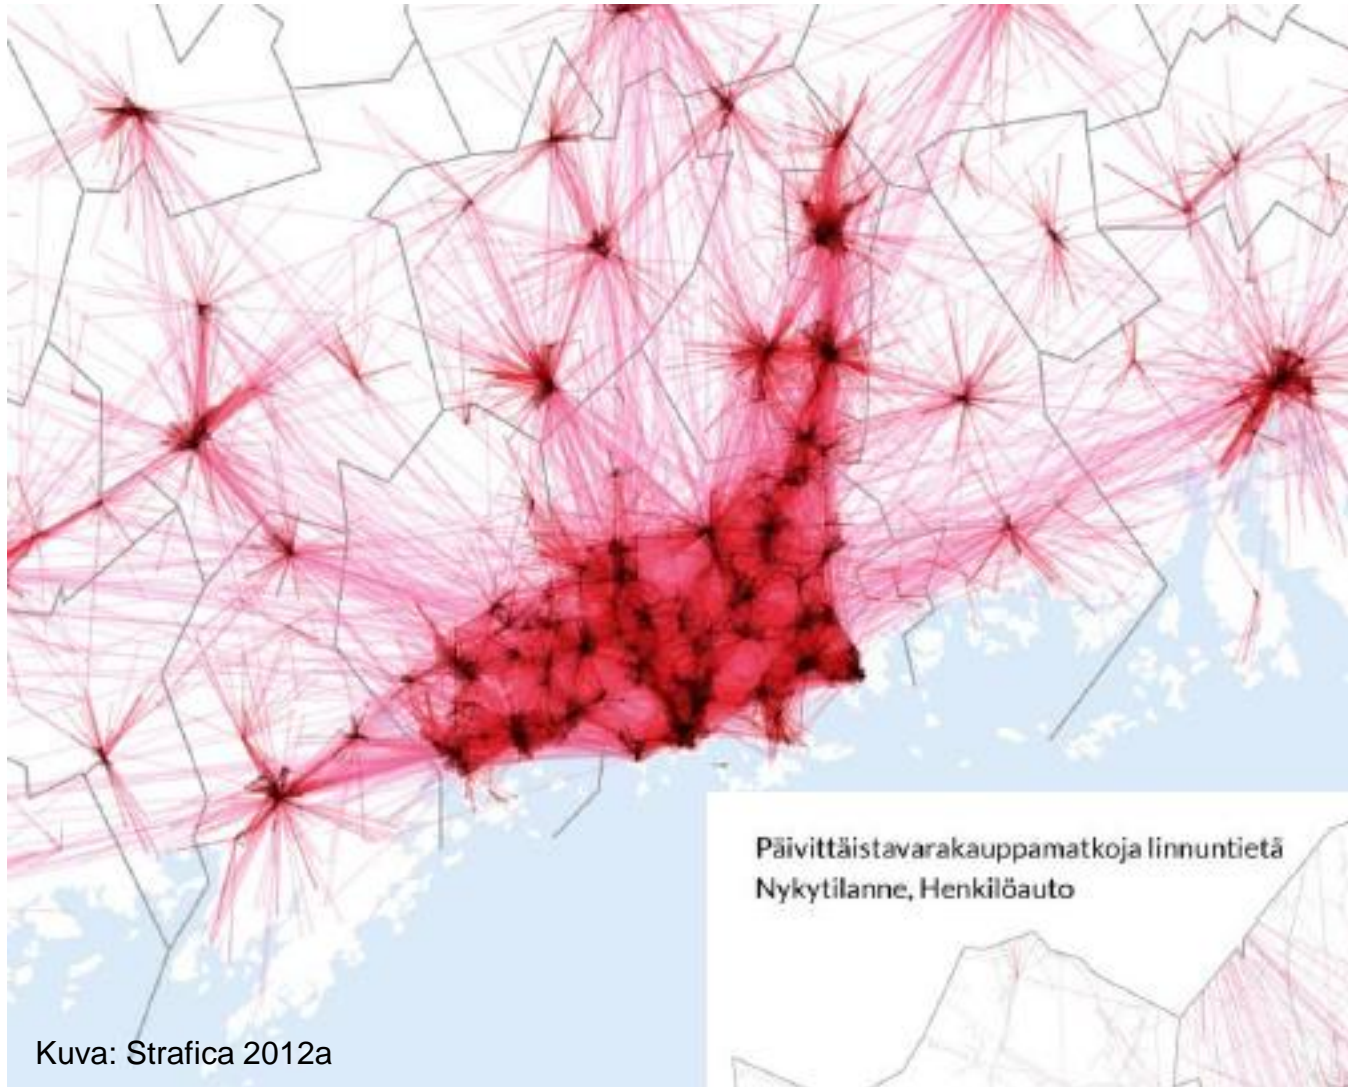 Päivittäistavarakauppamatkoja linnuntietä
Nykytilanne, Henkilöauto
Kuva: Strafica 2012a